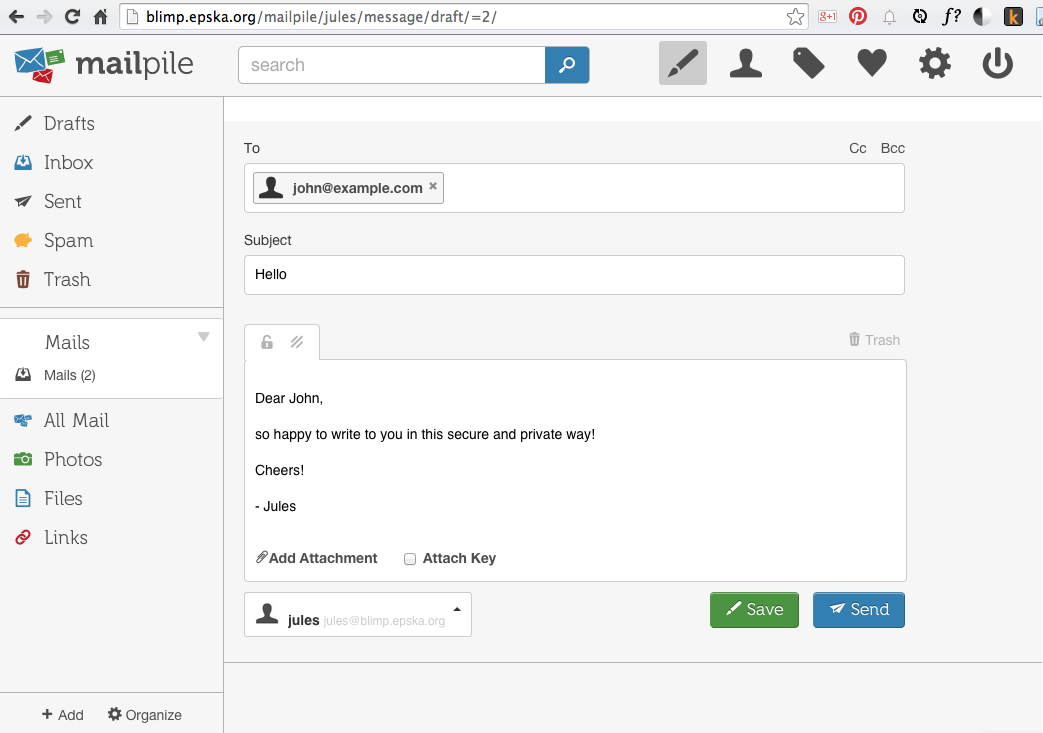 blimp.epska.org/mailpile/jules/message/draft/=2/
g+1
f?
k
mailpile
search
Drafts
Inbox
Sent
Spam
Trash
Mails
Mails (2)
All Mail
Photos
Files
Links
+ Add
Organize
To
Cc Bcc
john@example.com ×
Subject
Hello
Trash
Dear John,
so happy to write to you in this secure and private way!
Cheers!
- Jules
Add Attachment
Attach Key
jules jules@blimp.epska.org
Save
Send